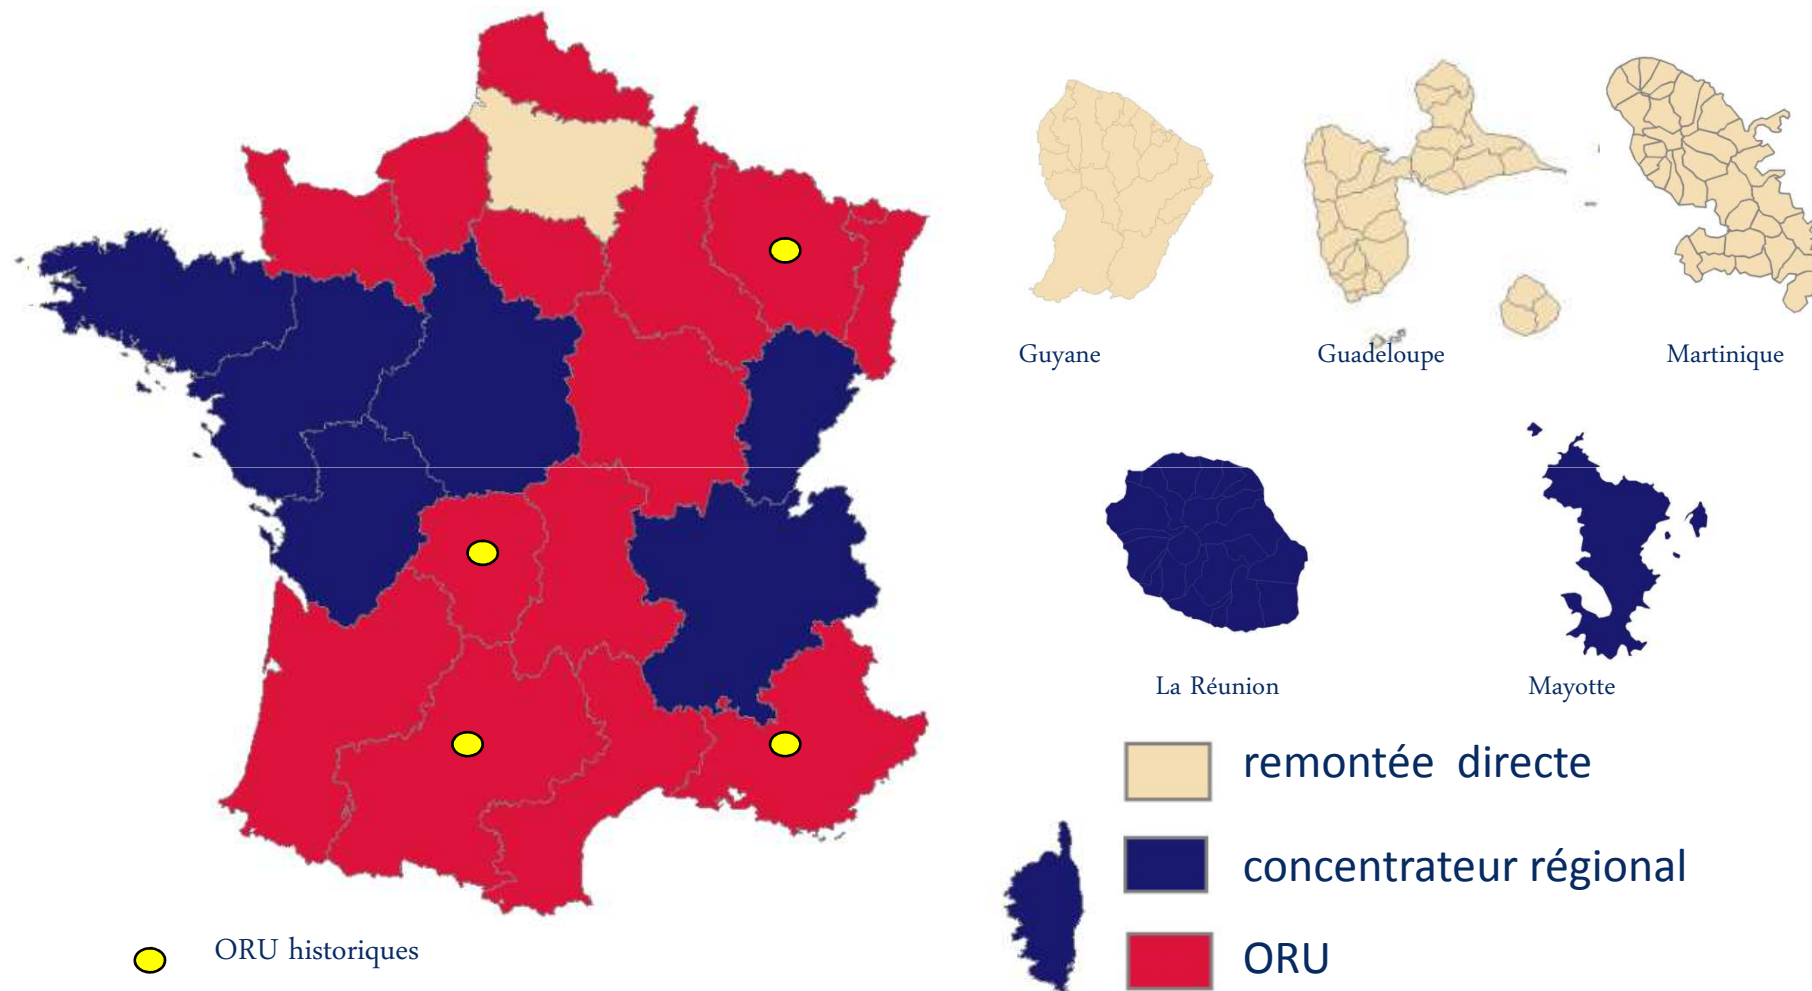 Guyane
Guadeloupe
Martinique
La Réunion
Mayotte
remontée directe
concentrateur régional
ORU
ORU historiques